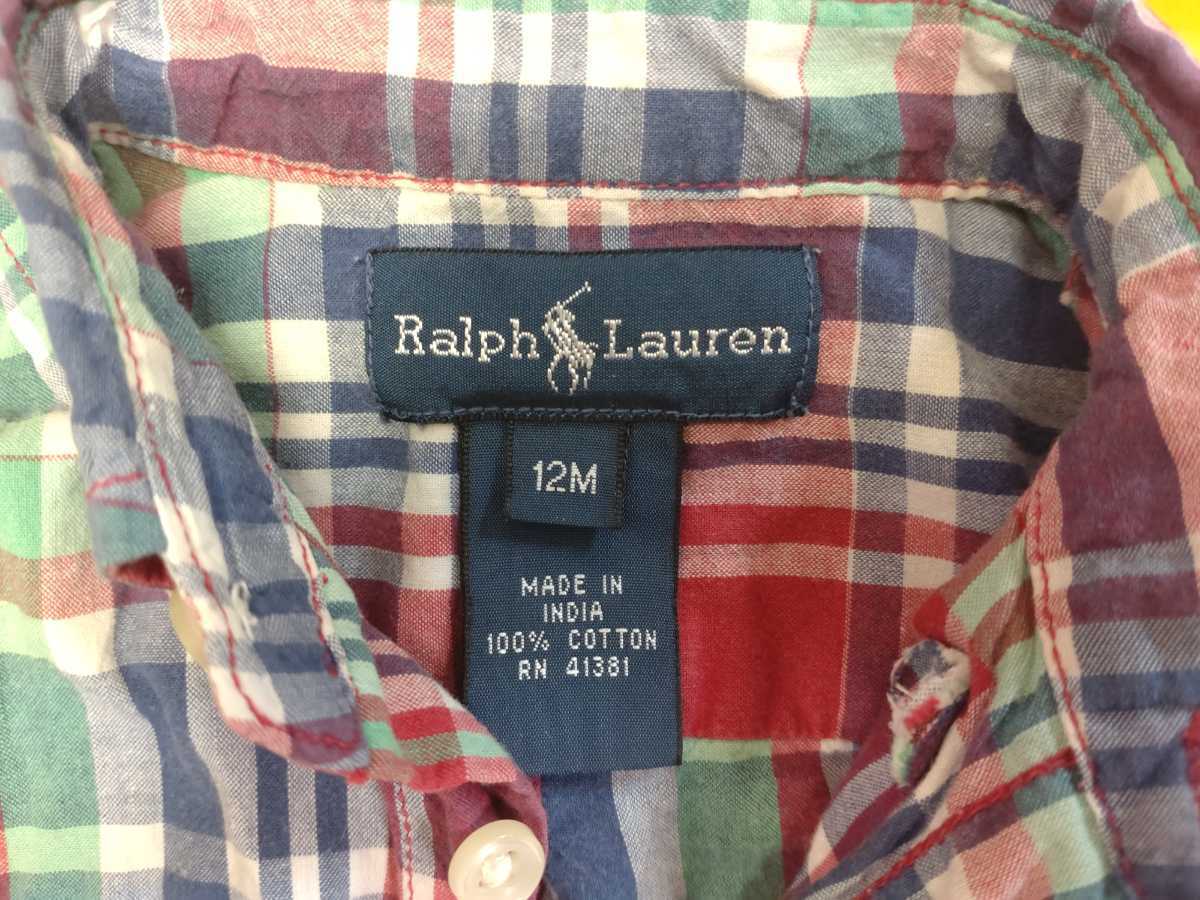 Ralph Lauren
12M
MADE IN
INDIA
100% COTTON
RN 41381